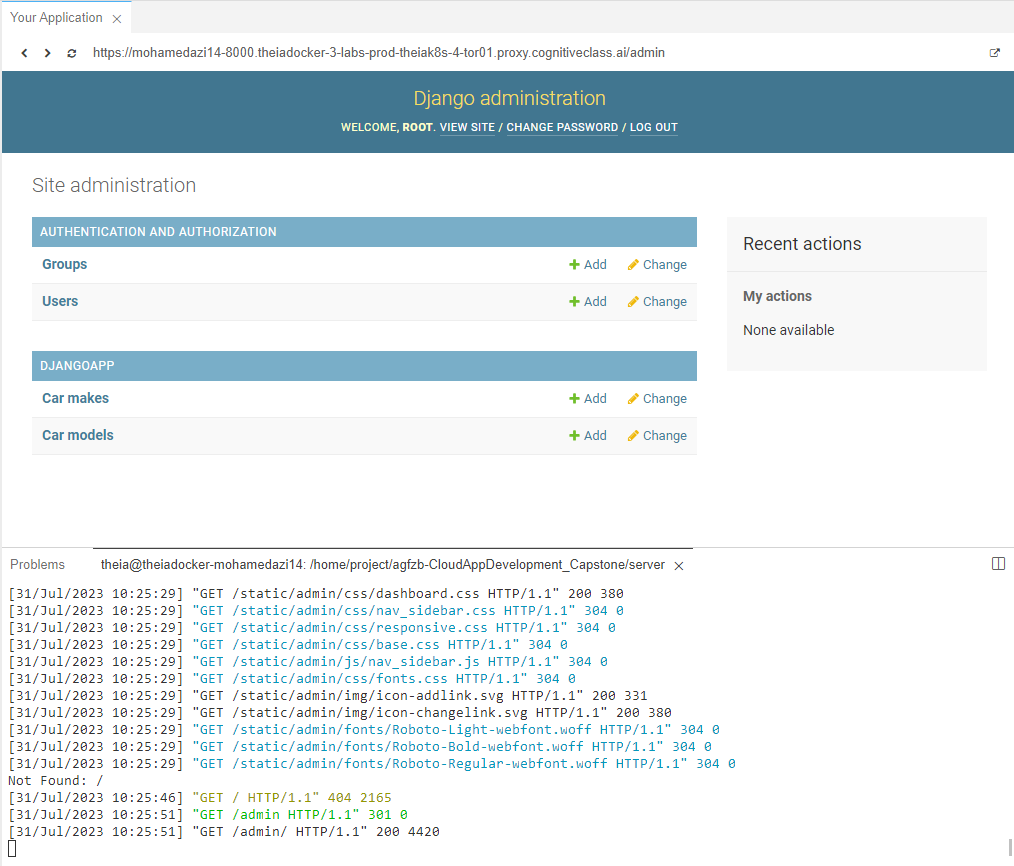 Your Application
https://mohamedazi14-8000.theiadocker-3-labs-prod-theiak8s-4-tor01.proxy.cognitiveclass.ai/admin
Django administration
WELCOME, ROOT. VIEW SITE / CHANGE PASSWORD / LOG OUT
Site administration
AUTHENTICATION AND AUTHORIZATION
Groups Add Change
Users Add Change
DJANGOAPP
Car makes Add Change
Car models Add Change
Recent actions
My actions
None available
Problems theia@theiadocker-mohamedazi14: /home/project/agfzb-CloudAppDevelopment_Capstone/server
[31/Jul/2023 10:25:29] "GET /static/admin/css/dashboard.css HTTP/1.1" 200 380
[31/Jul/2023 10:25:29] "GET /static/admin/css/nav_sidebar.css HTTP/1.1" 304 0
[31/Jul/2023 10:25:29] "GET /static/admin/css/responsive.css HTTP/1.1" 304 0
[31/Jul/2023 10:25:29] "GET /static/admin/css/base.css HTTP/1.1" 304 0
[31/Jul/2023 10:25:29] "GET /static/admin/js/nav_sidebar.js HTTP/1.1" 304 0
[31/Jul/2023 10:25:29] "GET /static/admin/css/fonts.css HTTP/1.1" 304 0
[31/Jul/2023 10:25:29] "GET /static/admin/img/icon-addlink.svg HTTP/1.1" 200 331
[31/Jul/2023 10:25:29] "GET /static/admin/img/icon-changelink.svg HTTP/1.1" 200 380
[31/Jul/2023 10:25:29] "GET /static/admin/fonts/Roboto-Light-webfont.woff HTTP/1.1" 304 0
[31/Jul/2023 10:25:29] "GET /static/admin/fonts/Roboto-Bold-webfont.woff HTTP/1.1" 304 0
[31/Jul/2023 10:25:29] "GET /static/admin/fonts/Roboto-Regular-webfont.woff HTTP/1.1" 304 0
Not Found: /
[31/Jul/2023 10:25:46] "GET / HTTP/1.1" 404 2165
[31/Jul/2023 10:25:51] "GET /admin HTTP/1.1" 301 0
[31/Jul/2023 10:25:51] "GET /admin/ HTTP/1.1" 200 4420